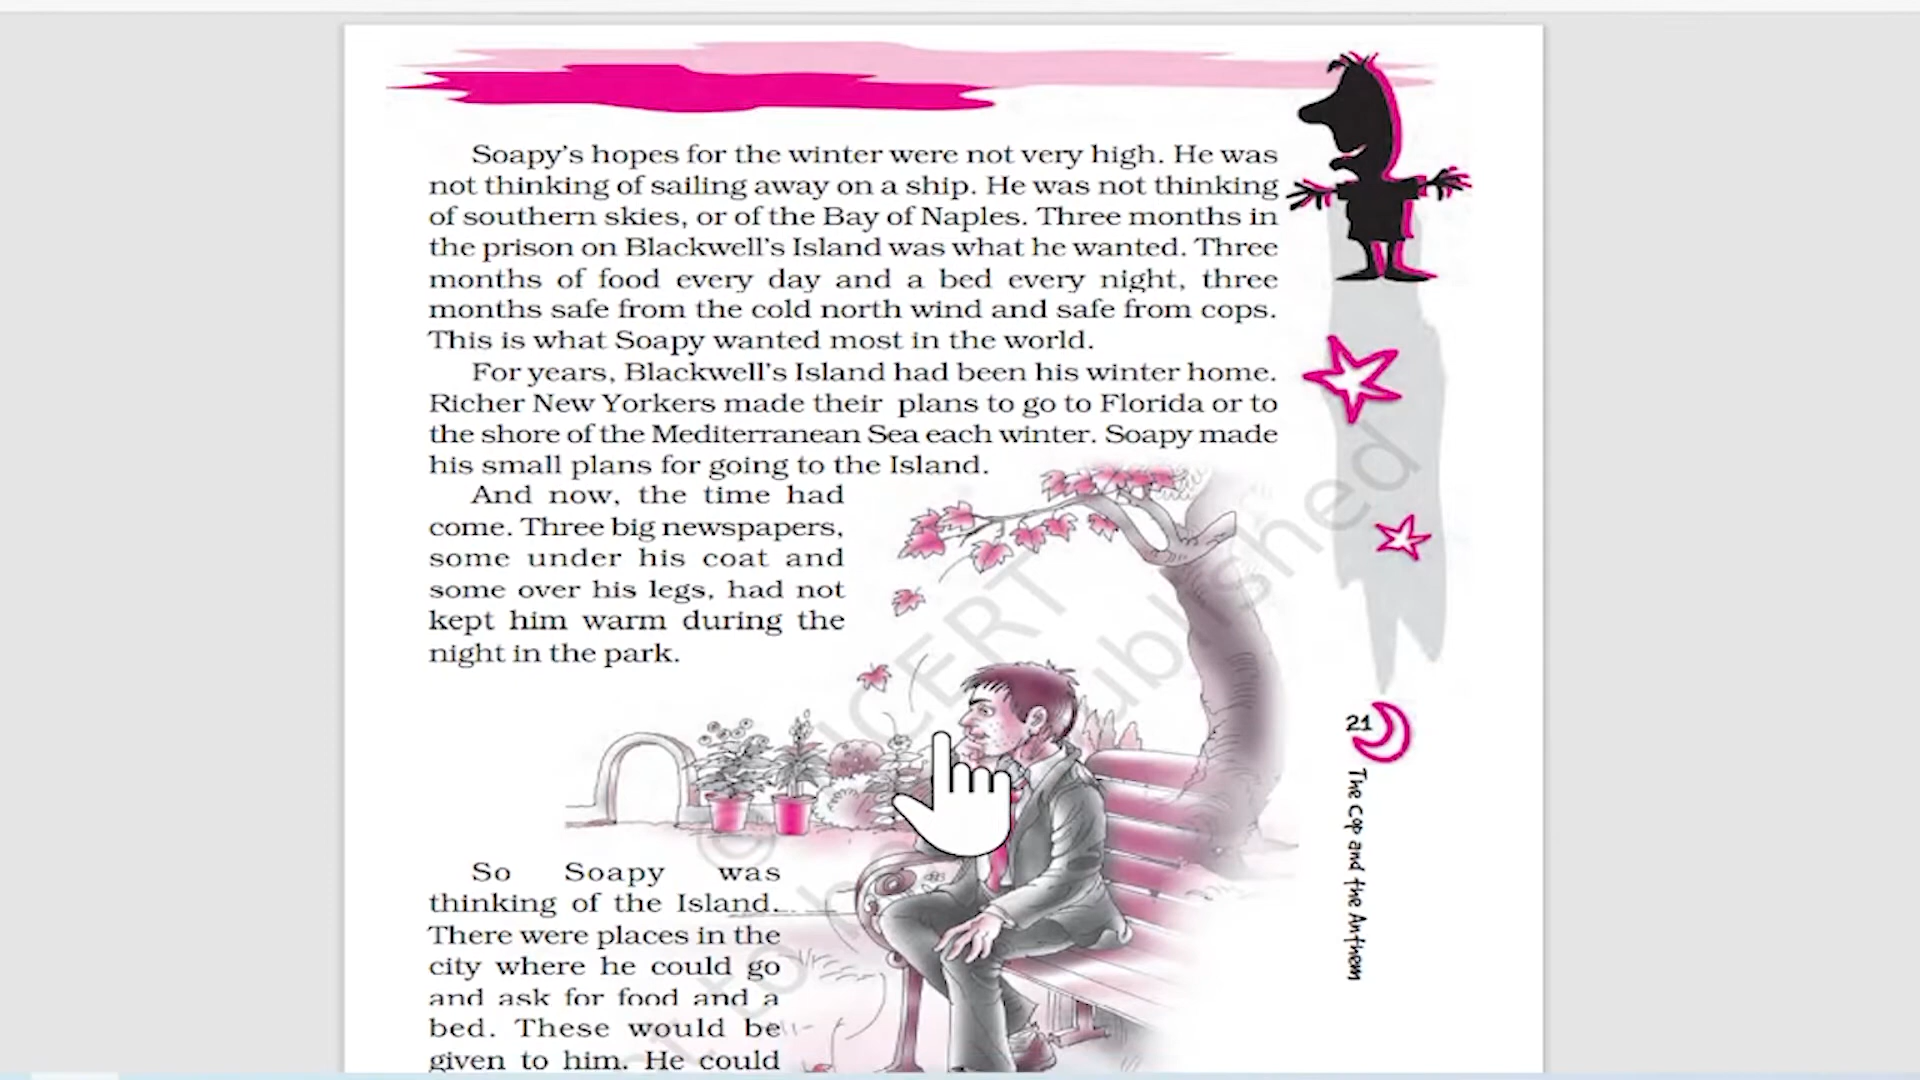 Soapy's hopes for the winter were not very high. He was
not thinking of sailing away on a ship. He was not thinking
of southern skies, or of the Bay of Naples. Three months in
the prison on Blackwell's Island was what he wanted. Three
months of food every day and a bed every night, three
months safe from the cold north wind and safe from cops.
This is what Soapy wanted most in the world.
For years, Blackwell's Island had been his winter home.
Richer New Yorkers made their plans to go to Florida or to
the shore of the Mediterranean Sea each winter. Soapy made
his small plans for going to the Island.
And now, the time had
come. Three big newspapers,
some under his coat and
some over his legs, had not
kept him warm during the
night in the park.
So Soapy was
thinking of the Island.
There were places in the
city where he could go
and ask for food and a
bed. These would be
given to him. He could
21
The Cop and the Anthem
published